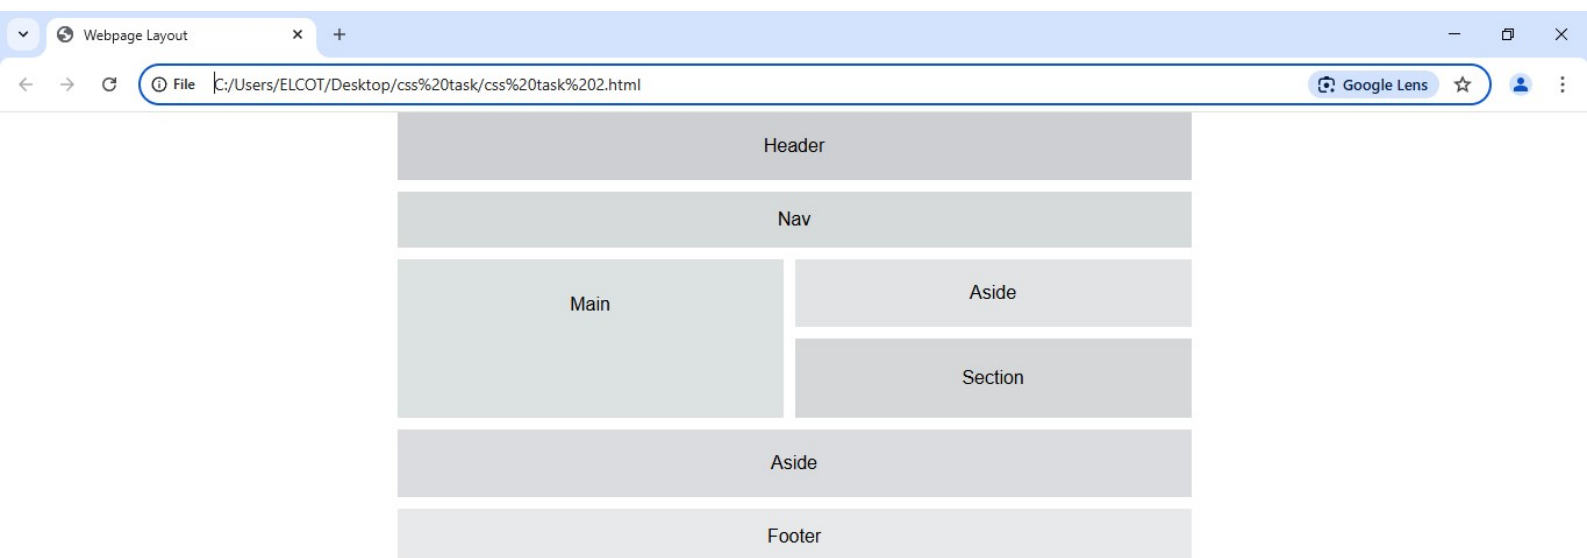 Webpage Layout
File C:/Users/ELCOT/Desktop/css%20task/css%20task%202.html Google Lens
Header
Nav
Main
Aside
Section
Aside
Footer